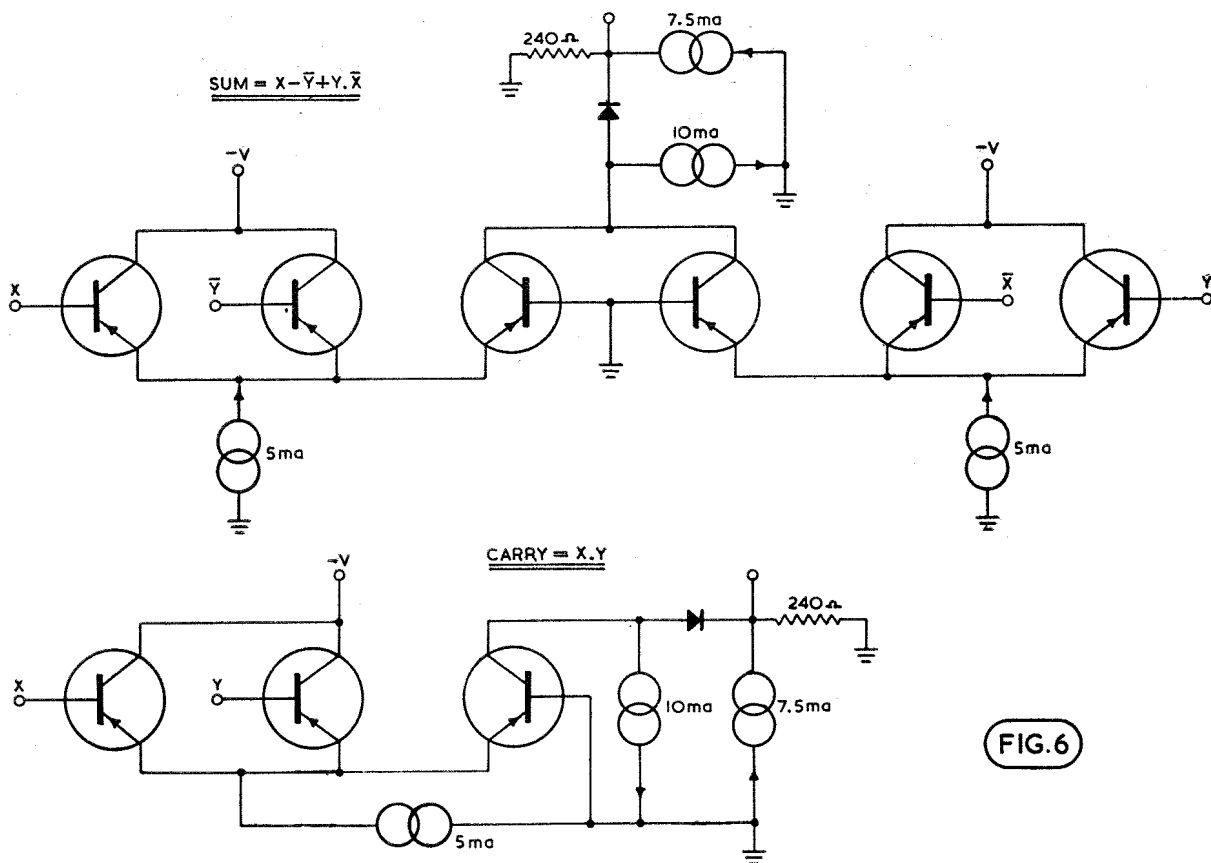 7.5ma
240Ω
SUM = X-Y̅+Y.X̅
10ma
-V
-V
X
Y̅
X̅
Y
5ma
5ma
-V
CARRY = X.Y
240Ω
X
Y
10ma
7.5ma
5ma
FIG.6